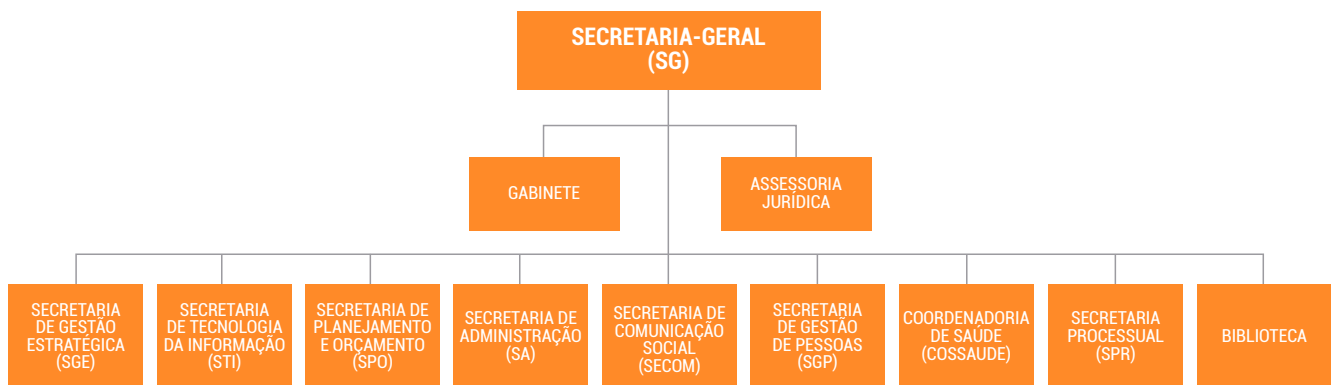 SECRETARIA-GERAL
(SG)
GABINETE
ASSESSORIA
JURÍDICA
SECRETARIA
DE GESTÃO
ESTRATÉGICA
(SGE)
SECRETARIA
DE TECNOLOGIA
DA INFORMAÇÃO
(STI)
SECRETARIA DE
PLANEJAMENTO
E ORÇAMENTO
(SPO)
SECRETARIA DE
ADMINISTRAÇÃO
(SA)
SECRETARIA DE
COMUNICAÇÃO
SOCIAL
(SECOM)
SECRETARIA
DE GESTÃO
DE PESSOAS
(SGP)
COORDENADORIA
DE SAÚDE
(COSSAUDE)
SECRETARIA
PROCESSUAL
(SPR)
BIBLIOTECA